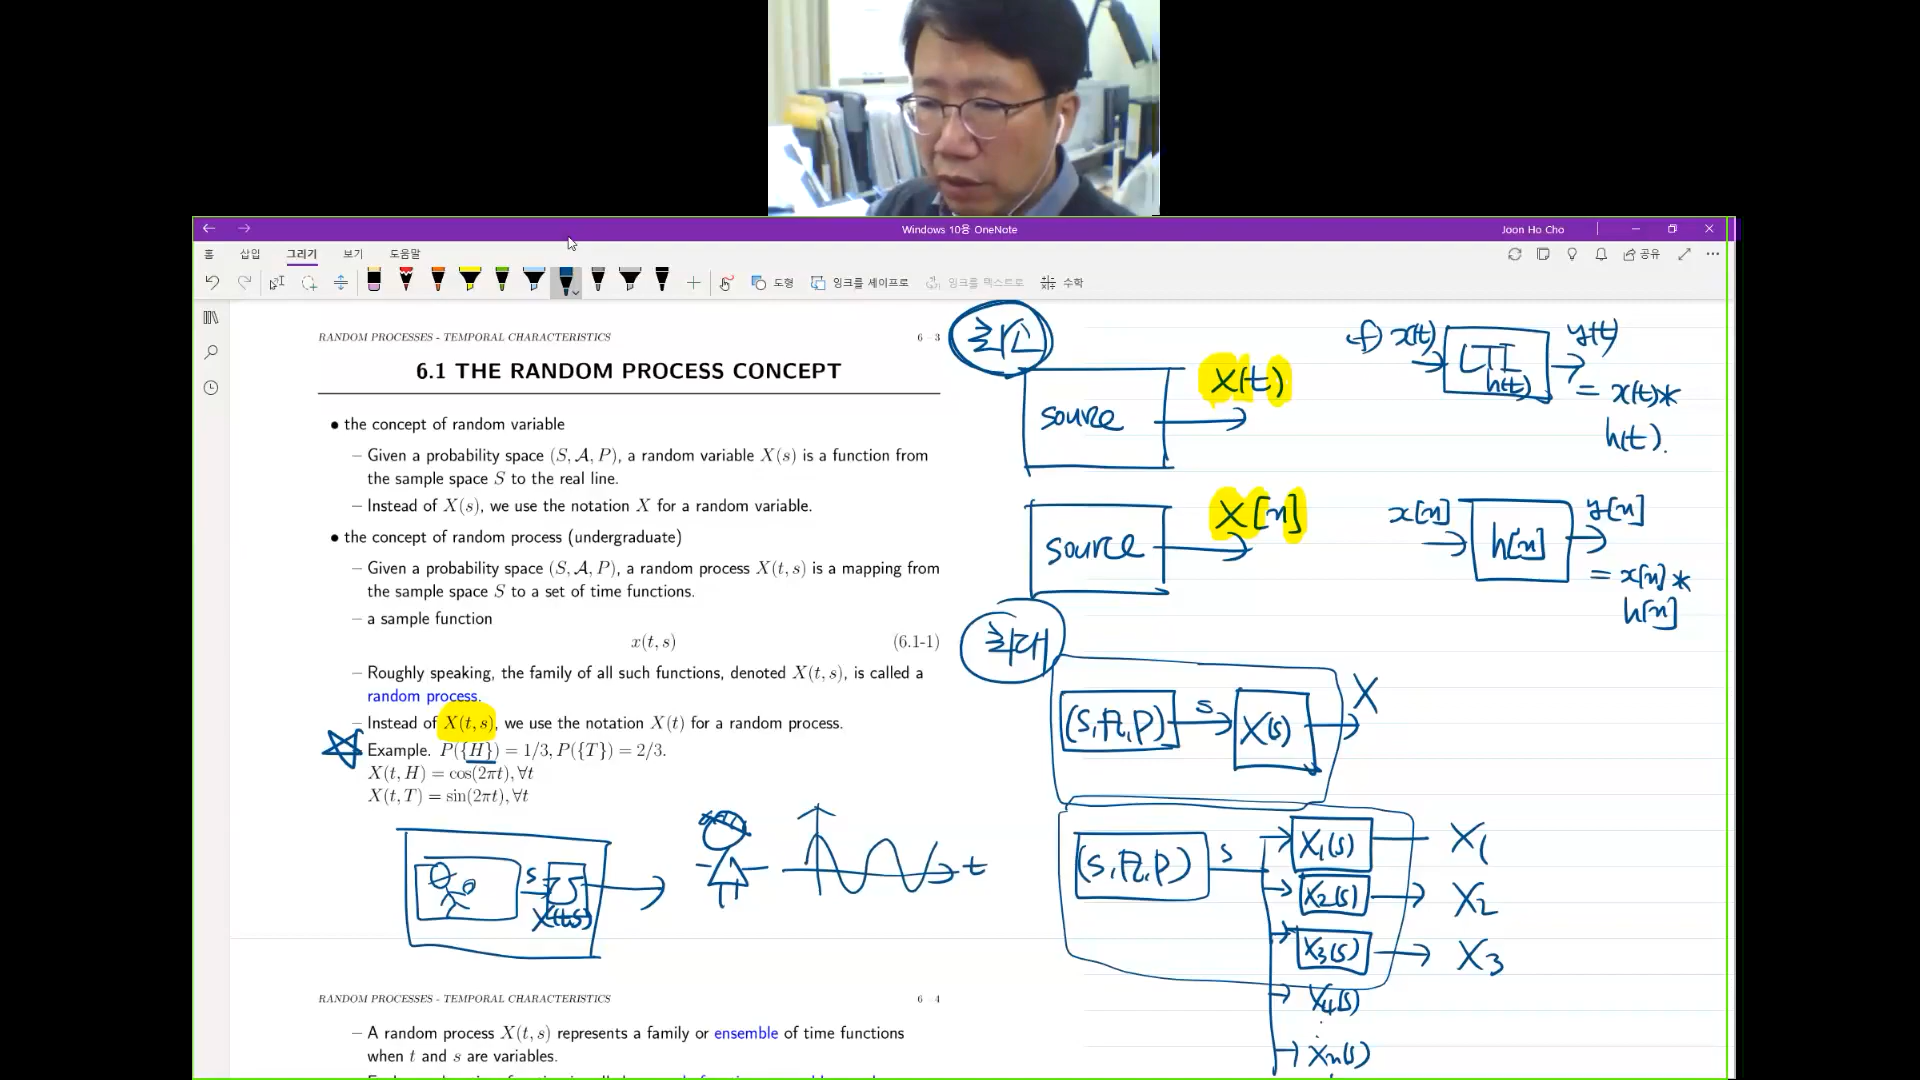 Windows 10용 OneNote
Joon Ho Cho
홈 삽입 그리기 보기 도움말
공유
도형 잉크를 셰이프로 잉크를 텍스트로 수학
RANDOM PROCESSES - TEMPORAL CHARACTERISTICS 6 - 3
6.1 THE RANDOM PROCESS CONCEPT
• the concept of random variable
– Given a probability space (S, A, P), a random variable X(s) is a function from
the sample space S to the real line.
– Instead of X(s), we use the notation X for a random variable.
• the concept of random process (undergraduate)
– Given a probability space (S, A, P), a random process X(t, s) is a mapping from
the sample space S to a set of time functions.
– a sample function
x(t, s) (6.1-1)
– Roughly speaking, the family of all such functions, denoted X(t, s), is called a
random process.
– Instead of X(t, s), we use the notation X(t) for a random process.
Example. P({H}) = 1/3, P({T}) = 2/3.
X(t, H) = cos(2πt), ∀t
X(t, T) = sin(2πt), ∀t
s
X(t,s)
t
RANDOM PROCESSES - TEMPORAL CHARACTERISTICS 6 - 4
– A random process X(t, s) represents a family or ensemble of time functions
when t and s are variables.
source X(t)
cf) x(t) LTI h(t) y(t)
= x(t)*
h(t).
source X[n]
x[n] h[n] y[n]
= x[n]*
h[n]
(S,A,P) s X(s) X
(S,A,P) s X1(s) X1
X2(s) X2
X3(s) X3
X4(s)
Xn(s)